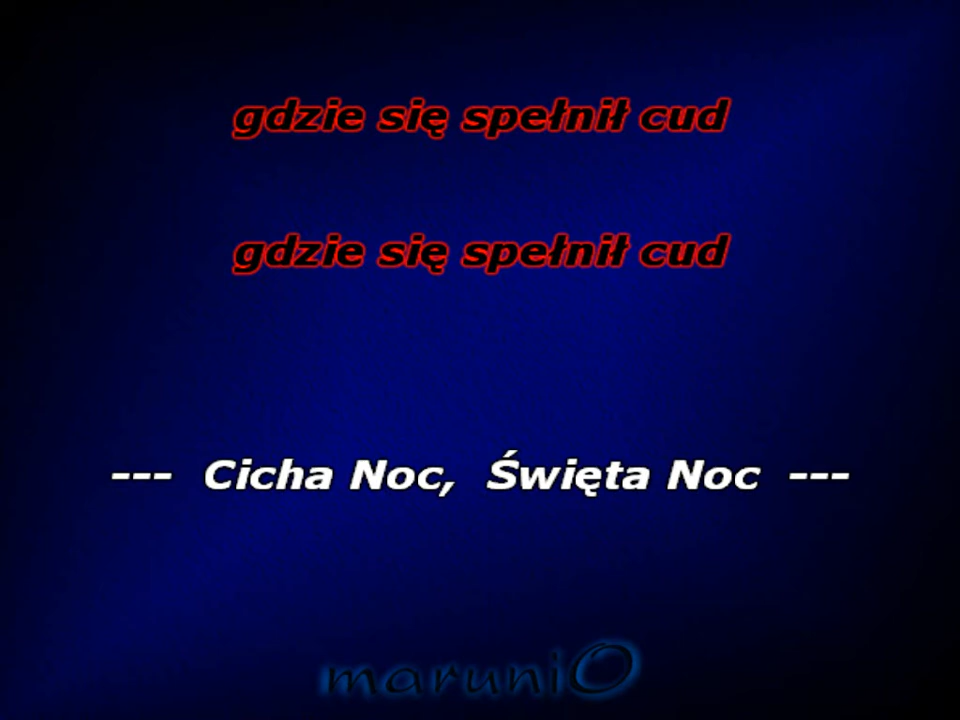 gdzie się spełnił cud
gdzie się spełnił cud
--- Cicha Noc, Święta Noc ---
maruniO